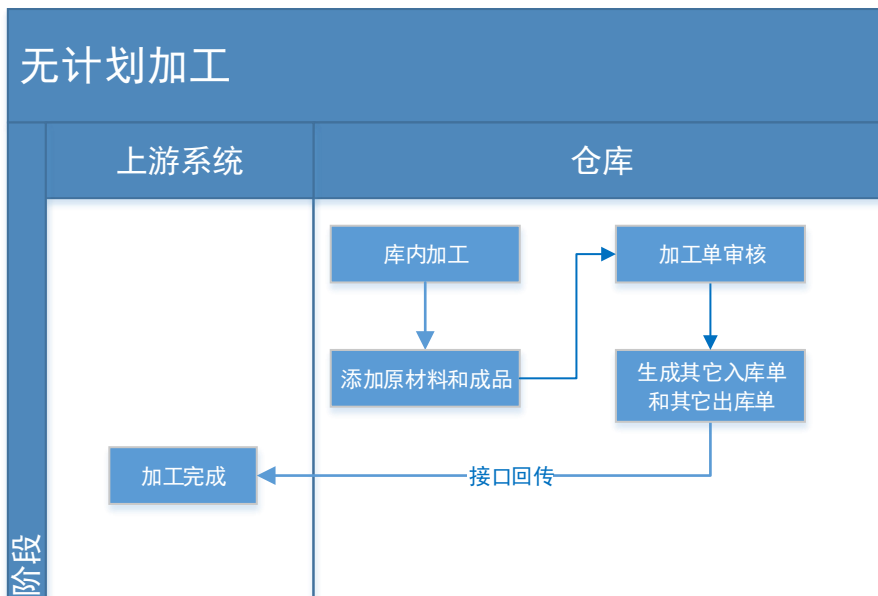 无计划加工
上游系统
仓库
库内加工
加工单审核
添加原材料和成品
生成其它入库单
和其它出库单
加工完成
接口回传
阶段